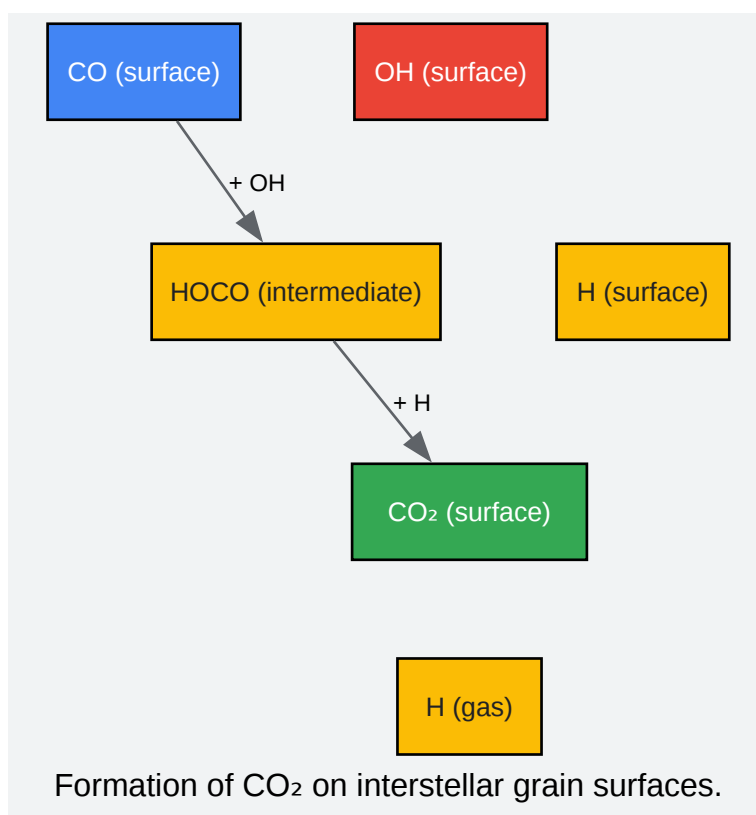 CO (surface)
OH (surface)
+ OH
HOCO (intermediate)
H (surface)
+ H
CO₂ (surface)
H (gas)
Formation of CO₂ on interstellar grain surfaces.